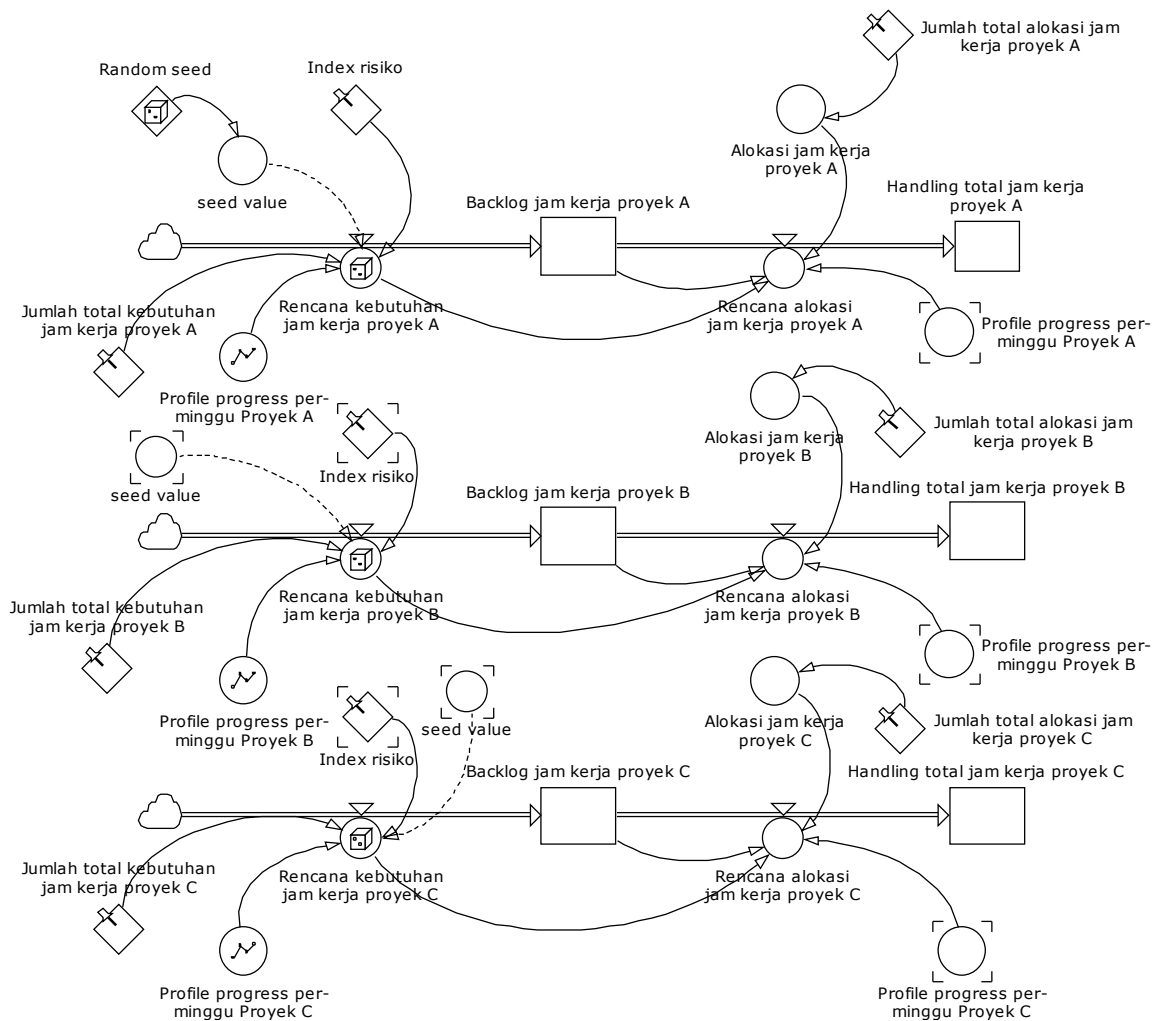 Jumlah total alokasi jam
kerja proyek A
Random seed
Index risiko
Alokasi jam kerja
proyek A
seed value
Backlog jam kerja proyek A
Handling total jam kerja
proyek A
Jumlah total kebutuhan
jam kerja proyek A
Rencana kebutuhan
jam kerja proyek A
Rencana alokasi
jam kerja proyek A
Profile progress per-
minggu Proyek A
Profile progress per-
minggu Proyek A
Jumlah total alokasi jam
kerja proyek B
Alokasi jam kerja
proyek B
Index risiko
seed value
Backlog jam kerja proyek B
Handling total jam kerja proyek B
Jumlah total kebutuhan
jam kerja proyek B
Rencana kebutuhan
jam kerja proyek B
Rencana alokasi
jam kerja proyek B
Profile progress per-
minggu Proyek B
Profile progress per-
minggu Proyek B
Index risiko
seed value
Alokasi jam kerja
proyek C
Jumlah total alokasi jam
kerja proyek C
Backlog jam kerja proyek C
Handling total jam kerja proyek C
Jumlah total kebutuhan
jam kerja proyek C
Rencana kebutuhan
jam kerja proyek C
Rencana alokasi
jam kerja proyek C
Profile progress per-
minggu Proyek C
Profile progress per-
minggu Proyek C